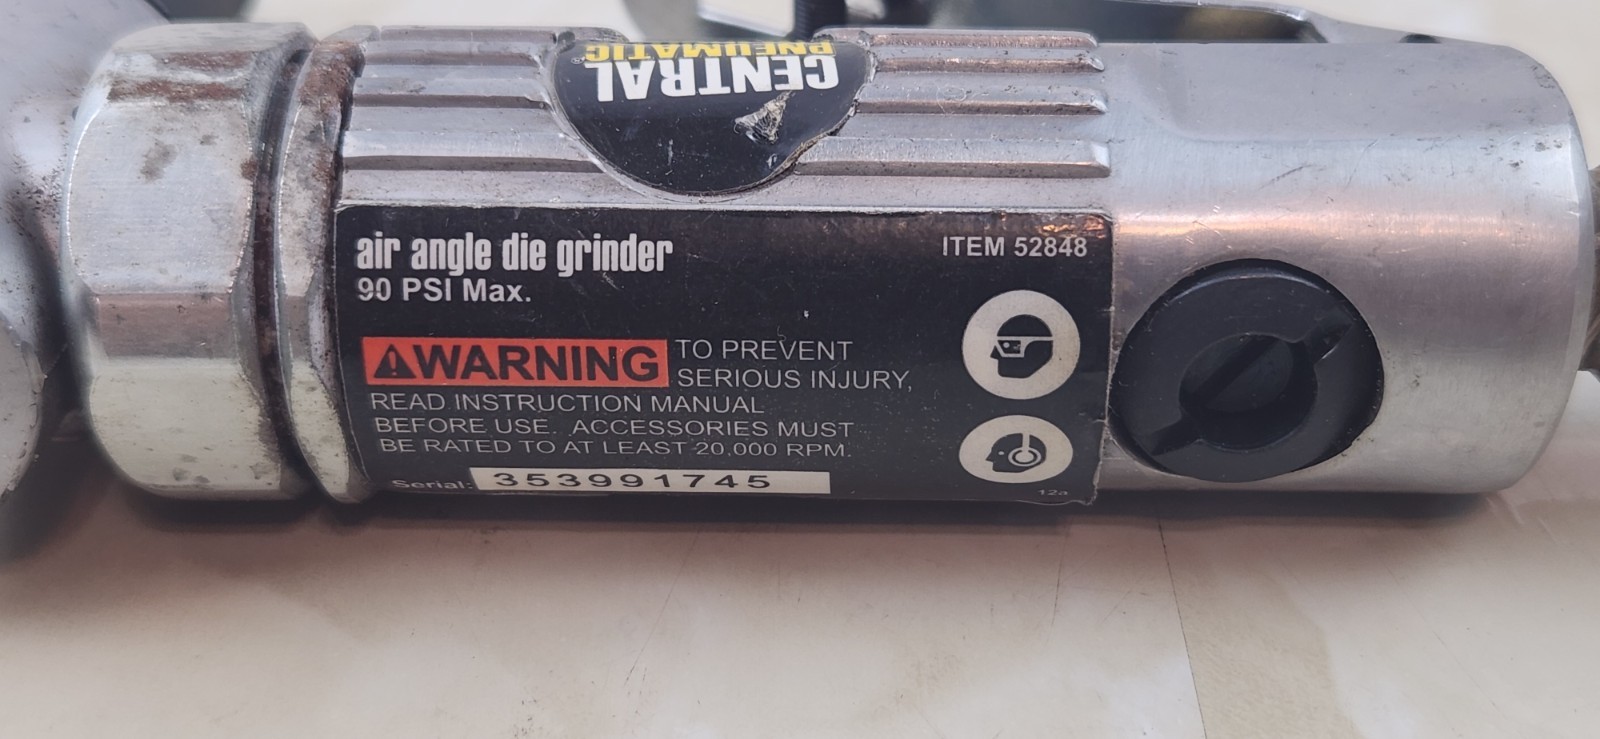 CENTRAL
PNEUMATIC®
air angle die grinder
ITEM 52848
90 PSI Max.
⚠WARNING TO PREVENT
SERIOUS INJURY,
READ INSTRUCTION MANUAL
BEFORE USE. ACCESSORIES MUST
BE RATED TO AT LEAST 20,000 RPM.
Serial: 353991745
12a